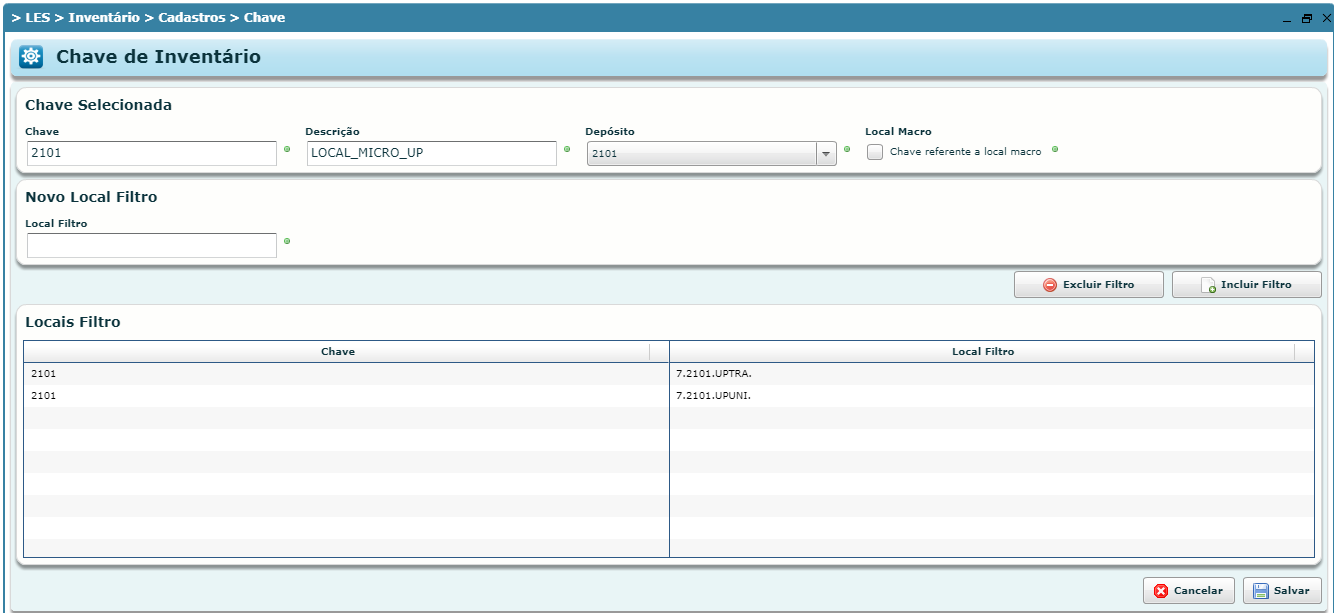 > LES > Inventário > Cadastros > Chave
Chave de Inventário
Chave Selecionada
Chave Descrição Depósito Local Macro
2101 LOCAL_MICRO_UP 2101 Chave referente a local macro
Novo Local Filtro
Local Filtro
Excluir Filtro Incluir Filtro
Locais Filtro
Chave Local Filtro
2101 7.2101.UPTRA.
2101 7.2101.UPUNI.
Cancelar Salvar